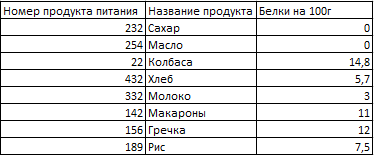 Номер продукта питания Название продукта Белки на 100г
232 Сахар 0
254 Масло 0
22 Колбаса 14,8
432 Хлеб 5,7
332 Молоко 3
142 Макароны 11
156 Гречка 12
189 Рис 7,5